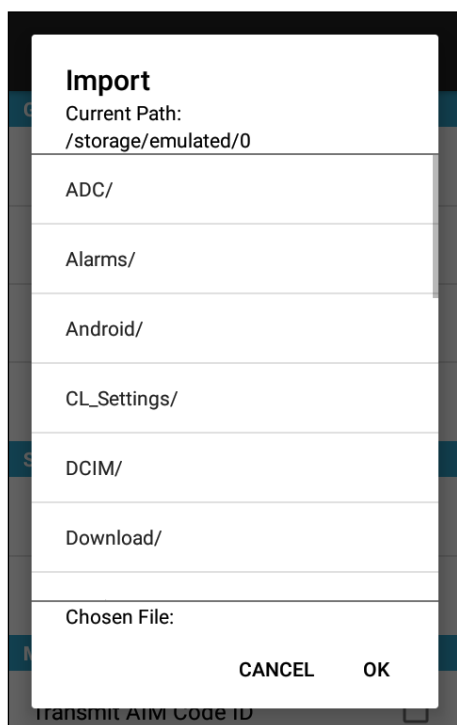 Import
Current Path:
/storage/emulated/0
ADC/
Alarms/
Android/
CL_Settings/
DCIM/
Download/
Chosen File:
CANCEL OK
Transmit AIM Code ID